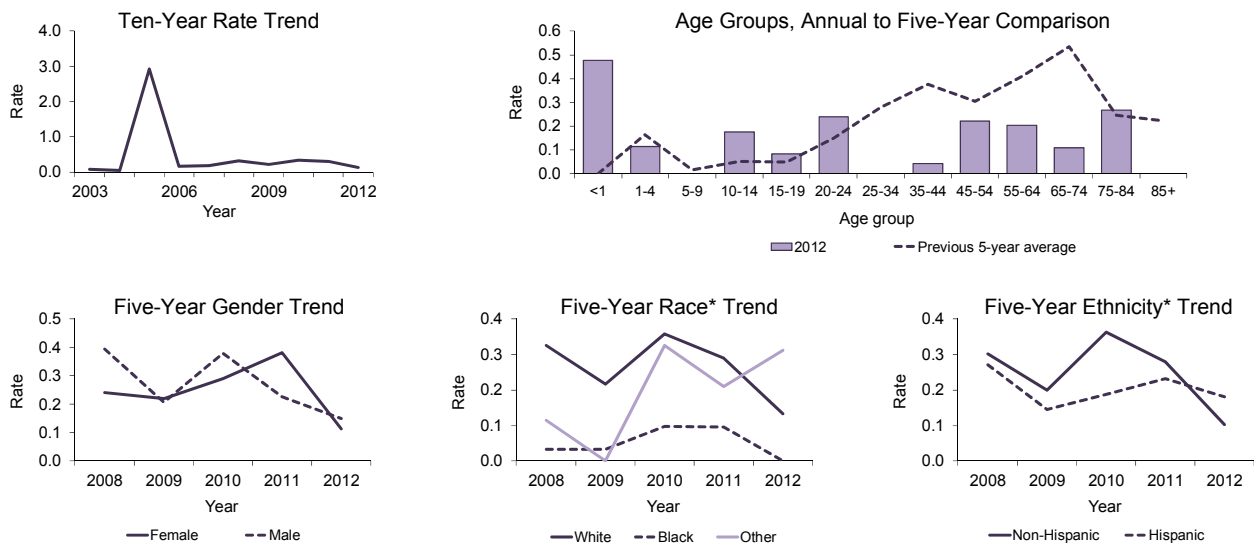 Ten-Year Rate Trend
4.0
3.0
2.0
1.0
0.0
Rate
2003 2006 2009 2012
Year
Age Groups, Annual to Five-Year Comparison
0.6
0.5
0.4
0.3
0.2
0.1
0.0
Rate
<1 1-4 5-9 10-14 15-19 20-24 25-34 35-44 45-54 55-64 65-74 75-84 85+
Age group
2012 Previous 5-year average
Five-Year Gender Trend
0.5
0.4
0.3
0.2
0.1
0.0
Rate
2008 2009 2010 2011 2012
Year
Female Male
Five-Year Race* Trend
0.4
0.3
0.2
0.1
0.0
Rate
2008 2009 2010 2011 2012
Year
White Black Other
Five-Year Ethnicity* Trend
0.4
0.3
0.2
0.1
0.0
Rate
2008 2009 2010 2011 2012
Year
Non-Hispanic Hispanic